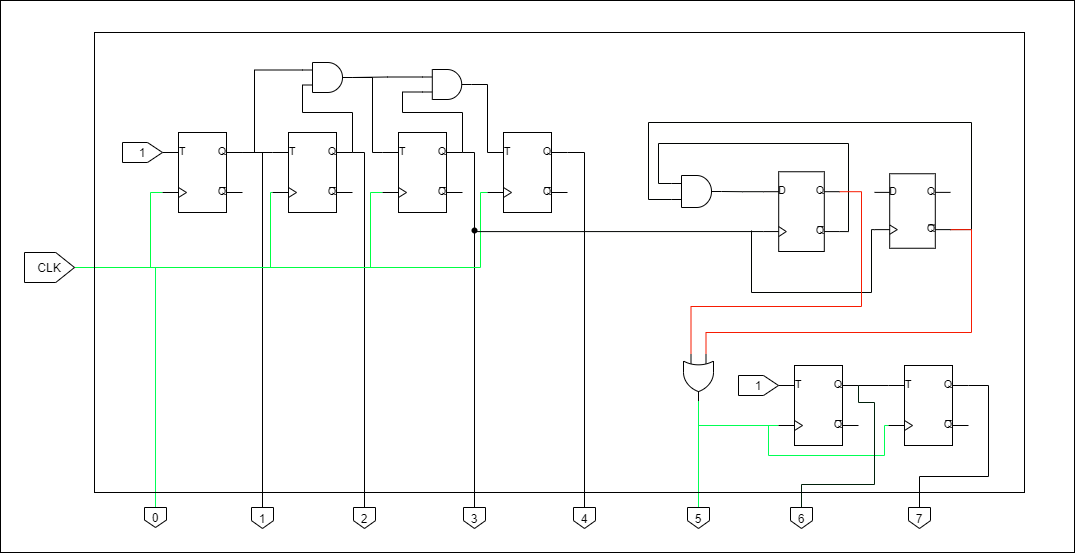 1 T Q T Q T Q T Q
Q Q Q Q
D Q D Q
Q Q
CLK
1 T Q T Q
Q Q
0 1 2 3 4 5 6 7